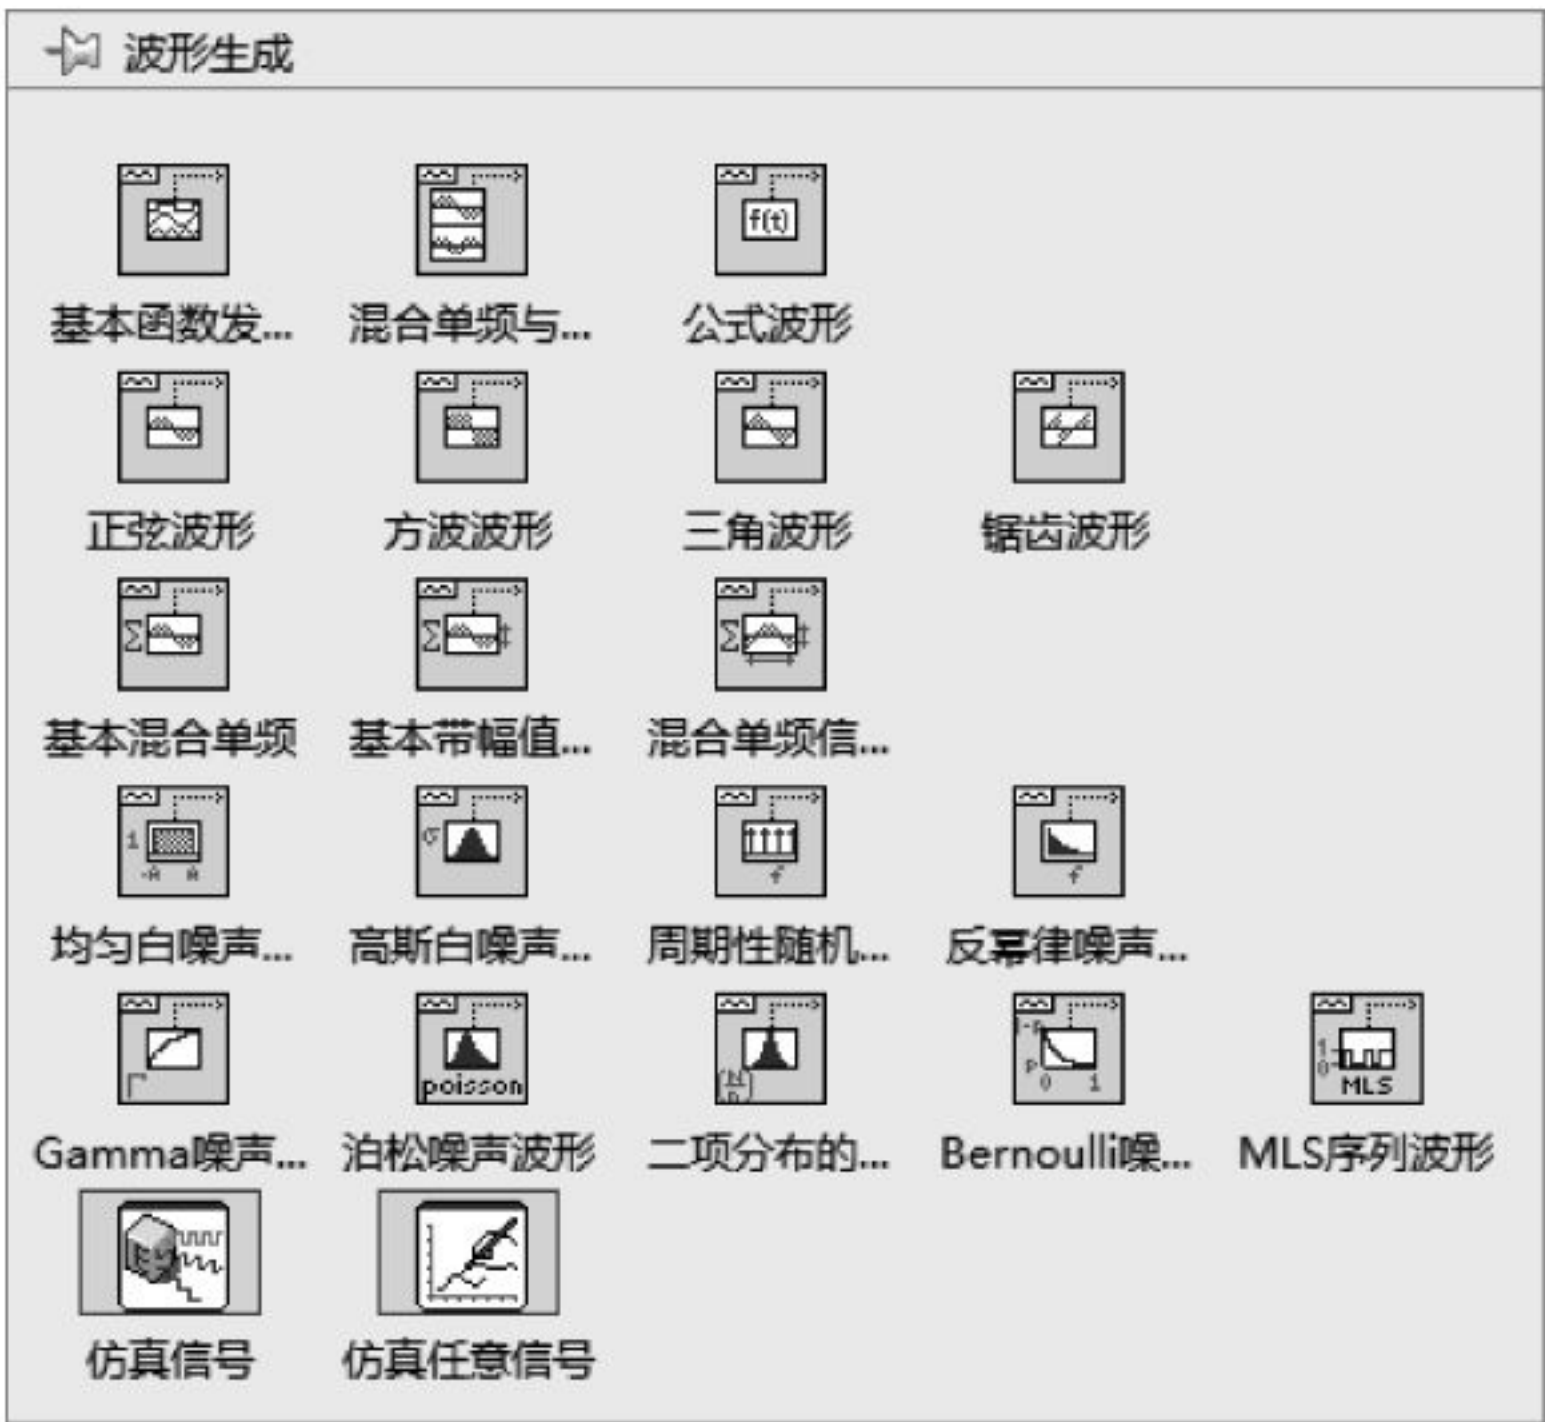 波形生成
f(t)
基本函数发... 混合单频与... 公式波形
正弦波形 方波波形 三角波形 锯齿波形
Σ Σ Σ
基本混合单频 基本带幅值... 混合单频信...
1 -A A σ f f
均匀白噪声... 高斯白噪声... 周期性随机... 反幂律噪声...
Γ poisson 1-p p 0 1 1 0 MLS
Gamma噪声... 泊松噪声波形 二项分布的... Bernoulli噪... MLS序列波形
仿真信号 仿真任意信号